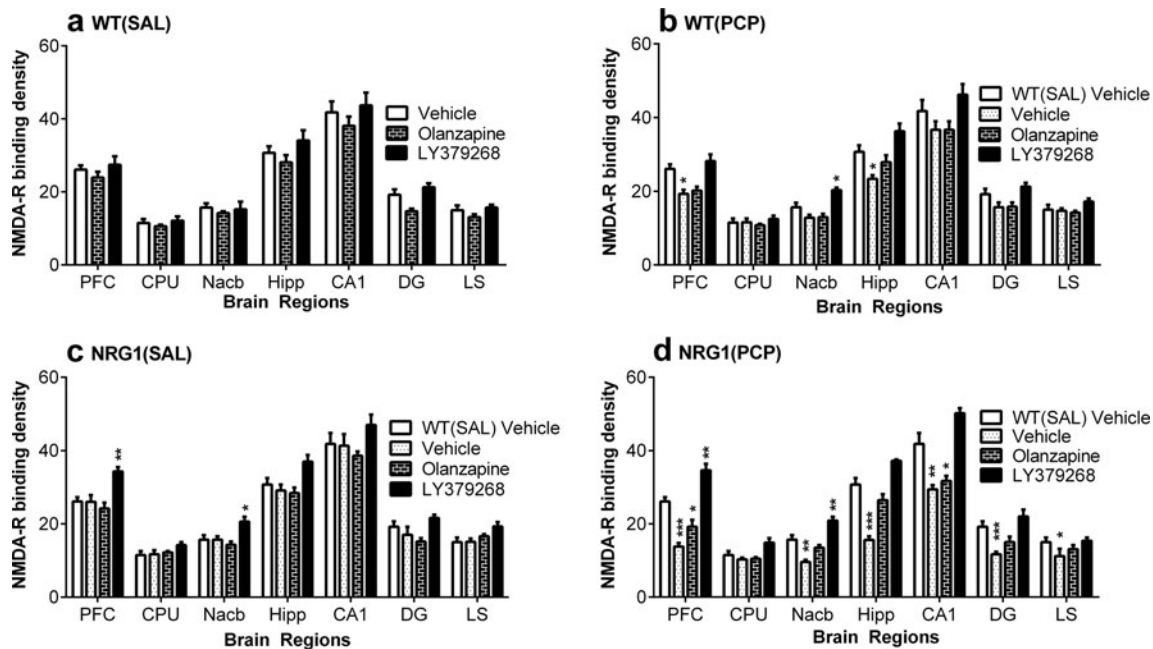 a WT(SAL)
NMDA-R binding density
60
40
20
0
Vehicle
Olanzapine
LY379268
PFC CPU Nacb Hipp CA1 DG LS
Brain Regions
b WT(PCP)
NMDA-R binding density
60
40
20
0
WT(SAL) Vehicle
Vehicle
Olanzapine
LY379268
* * *
PFC CPU Nacb Hipp CA1 DG LS
Brain Regions
c NRG1(SAL)
NMDA-R binding density
60
40
20
0
WT(SAL) Vehicle
Vehicle
Olanzapine
LY379268
** *
PFC CPU Nacb Hipp CA1 DG LS
Brain Regions
d NRG1(PCP)
NMDA-R binding density
60
40
20
0
WT(SAL) Vehicle
Vehicle
Olanzapine
LY379268
*** * ** ** ** *** ** * *** *
PFC CPU Nacb Hipp CA1 DG LS
Brain Regions